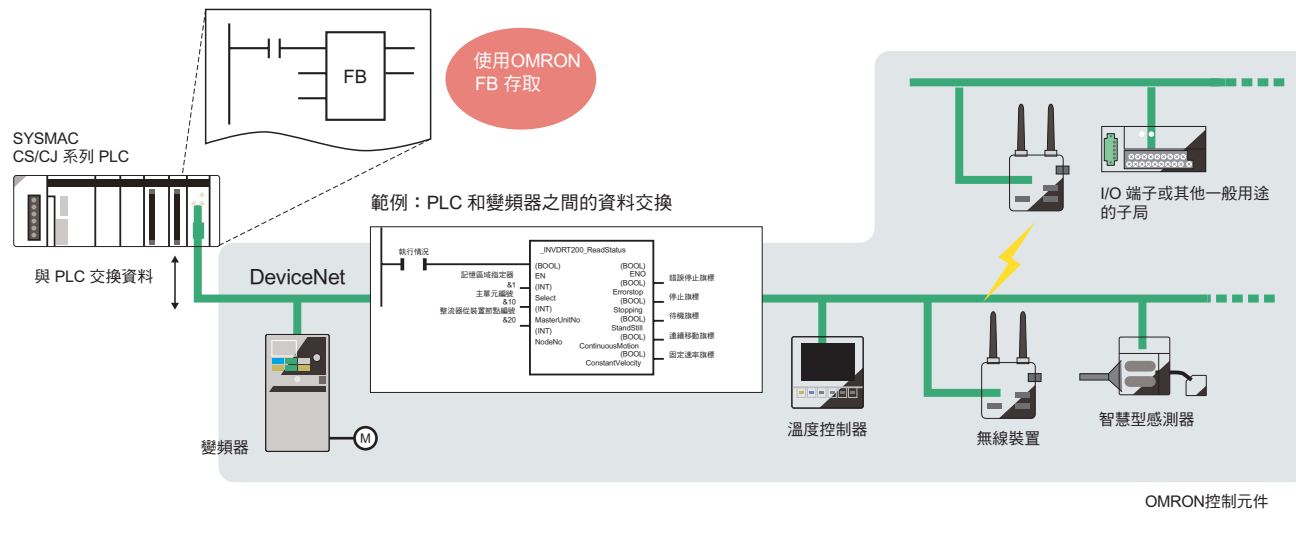 FB
使用OMRON
FB 存取
SYSMAC
CS/CJ 系列 PLC
與 PLC 交換資料
DeviceNet
變頻器
M
範例：PLC 和變頻器之間的資料交換
執行情況
_INVDRT200_ReadStatus
(BOOL)
EN
記憶區域指定器
&1
(INT)
Select
主單元編號
&10
(INT)
MasterUnitNo
整流器從裝置節點編號
&20
(INT)
NodeNo
(BOOL)
ENO
(BOOL)
Errorstop
錯誤停止旗標
(BOOL)
Stopping
停止旗標
(BOOL)
StandStill
待機旗標
(BOOL)
ContinuousMotion
連續移動旗標
(BOOL)
ConstantVelocity
固定速率旗標
I/O 端子或其他一般用途
的子局
溫度控制器
無線裝置
智慧型感測器
OMRON控制元件